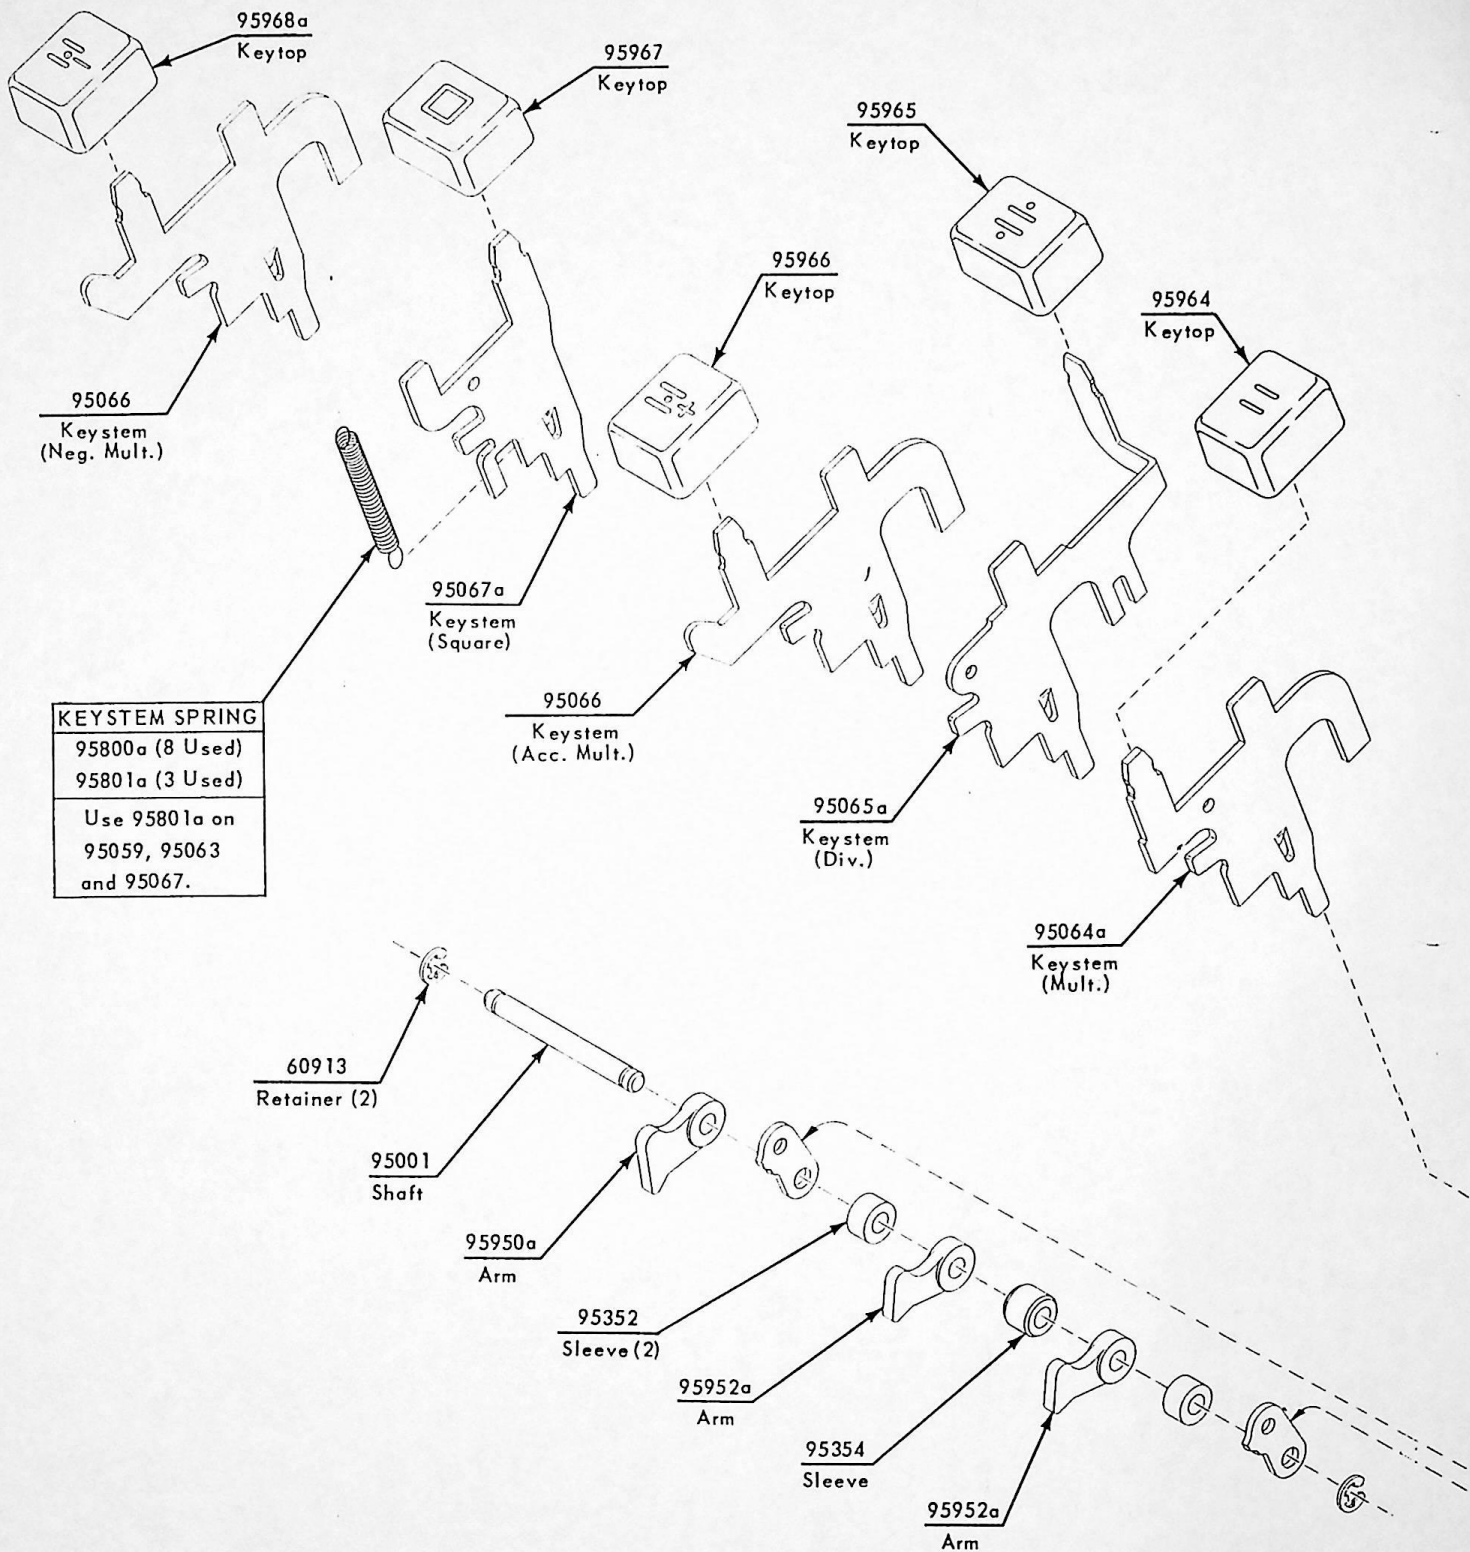 95968a
Keytop
95967
Keytop
95965
Keytop
95966
Keytop
95964
Keytop
95066
Keystem
(Neg. Mult.)
95067a
Keystem
(Square)
95066
Keystem
(Acc. Mult.)
KEYSTEM SPRING
95800a (8 Used)
95801a (3 Used)
Use 95801a on
95059, 95063
and 95067.
95065a
Keystem
(Div.)
95064a
Keystem
(Mult.)
60913
Retainer (2)
95001
Shaft
95950a
Arm
95352
Sleeve (2)
95952a
Arm
95354
Sleeve
95952a
Arm